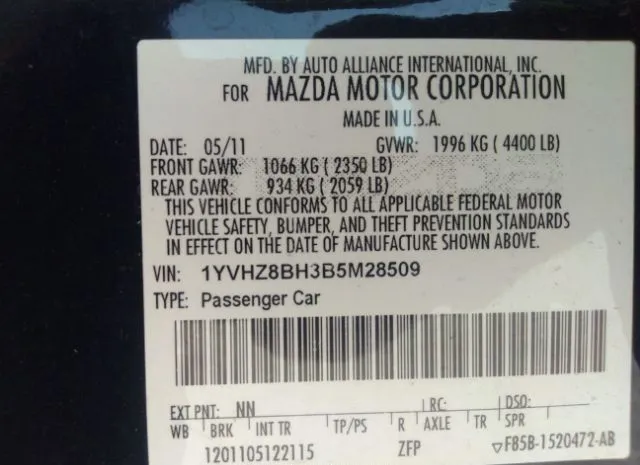 MFD. BY AUTO ALLIANCE INTERNATIONAL, INC.
FOR MAZDA MOTOR CORPORATION
MADE IN U.S.A.
DATE: 05/11 GVWR: 1996 KG ( 4400 LB)
FRONT GAWR: 1066 KG ( 2350 LB)
REAR GAWR: 934 KG ( 2059 LB)
THIS VEHICLE CONFORMS TO ALL APPLICABLE FEDERAL MOTOR
VEHICLE SAFETY, BUMPER, AND THEFT PREVENTION STANDARDS
IN EFFECT ON THE DATE OF MANUFACTURE SHOWN ABOVE.
VIN: 1YVHZ8BH3B5M28509
TYPE: Passenger Car
EXT PNT: NN RC: DSO:
WB BRK INT TR TP/PS R AXLE TR SPR
1201105122115 ZFP ▽F85B-1520472-AB